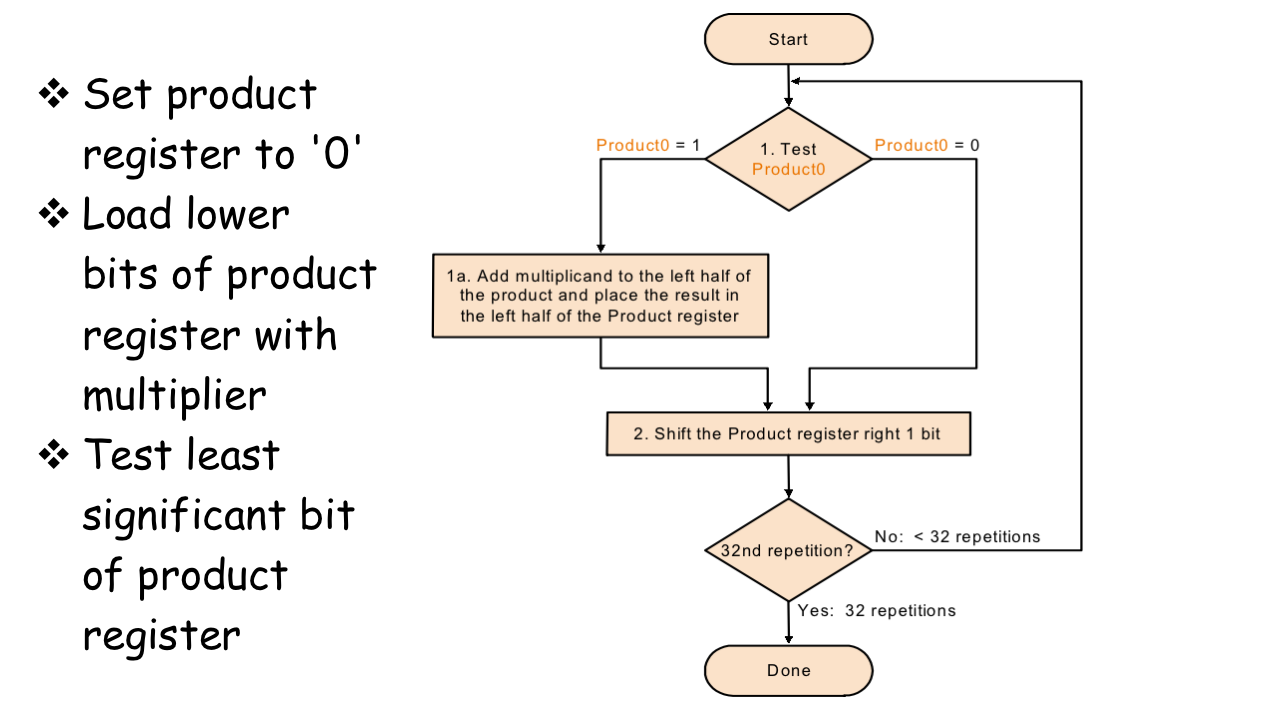 ❖ Set product
register to '0'
❖ Load lower
bits of product
register with
multiplier
❖ Test least
significant bit
of product
register
Start
Product0 = 1
1. Test
Product0
Product0 = 0
1a. Add multiplicand to the left half of
the product and place the result in
the left half of the Product register
2. Shift the Product register right 1 bit
32nd repetition?
No:  < 32 repetitions
Yes:  32 repetitions
Done